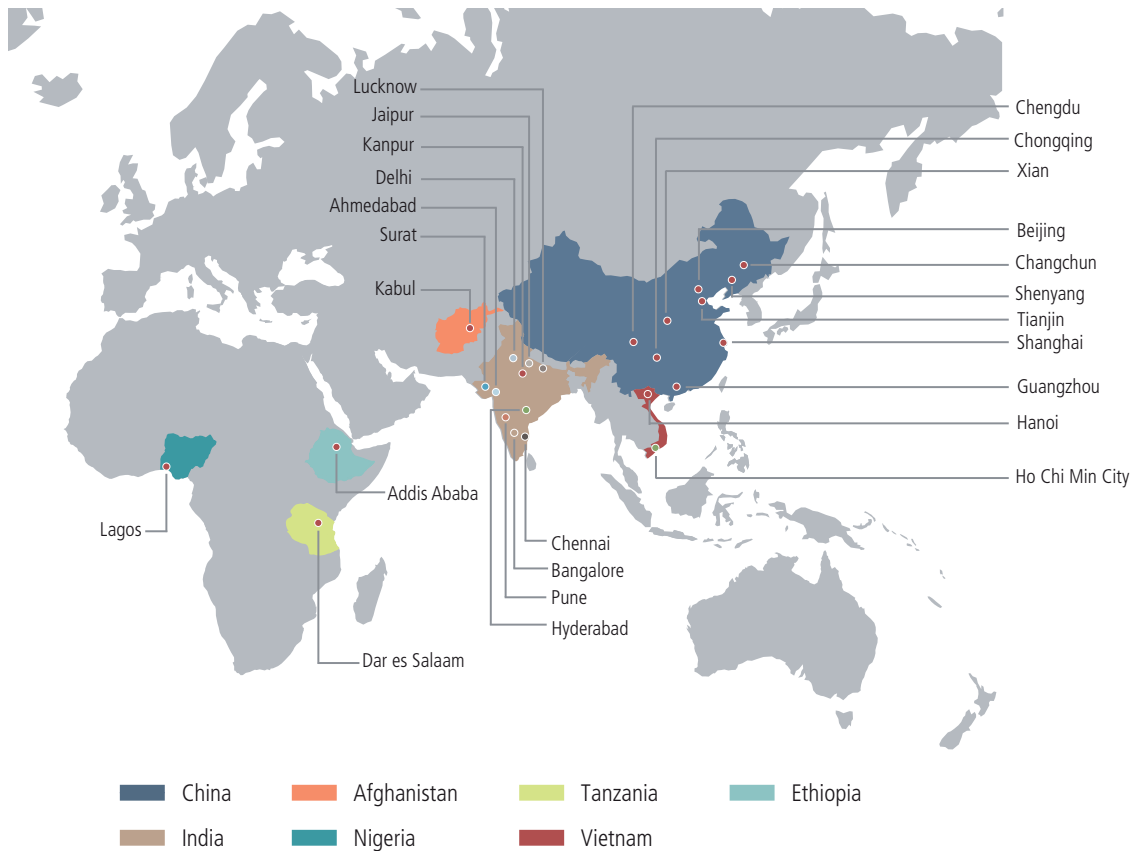 Lucknow
Jaipur
Kanpur
Delhi
Ahmedabad
Surat
Kabul
Chengdu
Chongqing
Xian
Beijing
Changchun
Shenyang
Tianjin
Shanghai
Guangzhou
Hanoi
Ho Chi Min City
Addis Ababa
Lagos
Chennai
Bangalore
Pune
Hyderabad
Dar es Salaam
China Afghanistan Tanzania Ethiopia
India Nigeria Vietnam